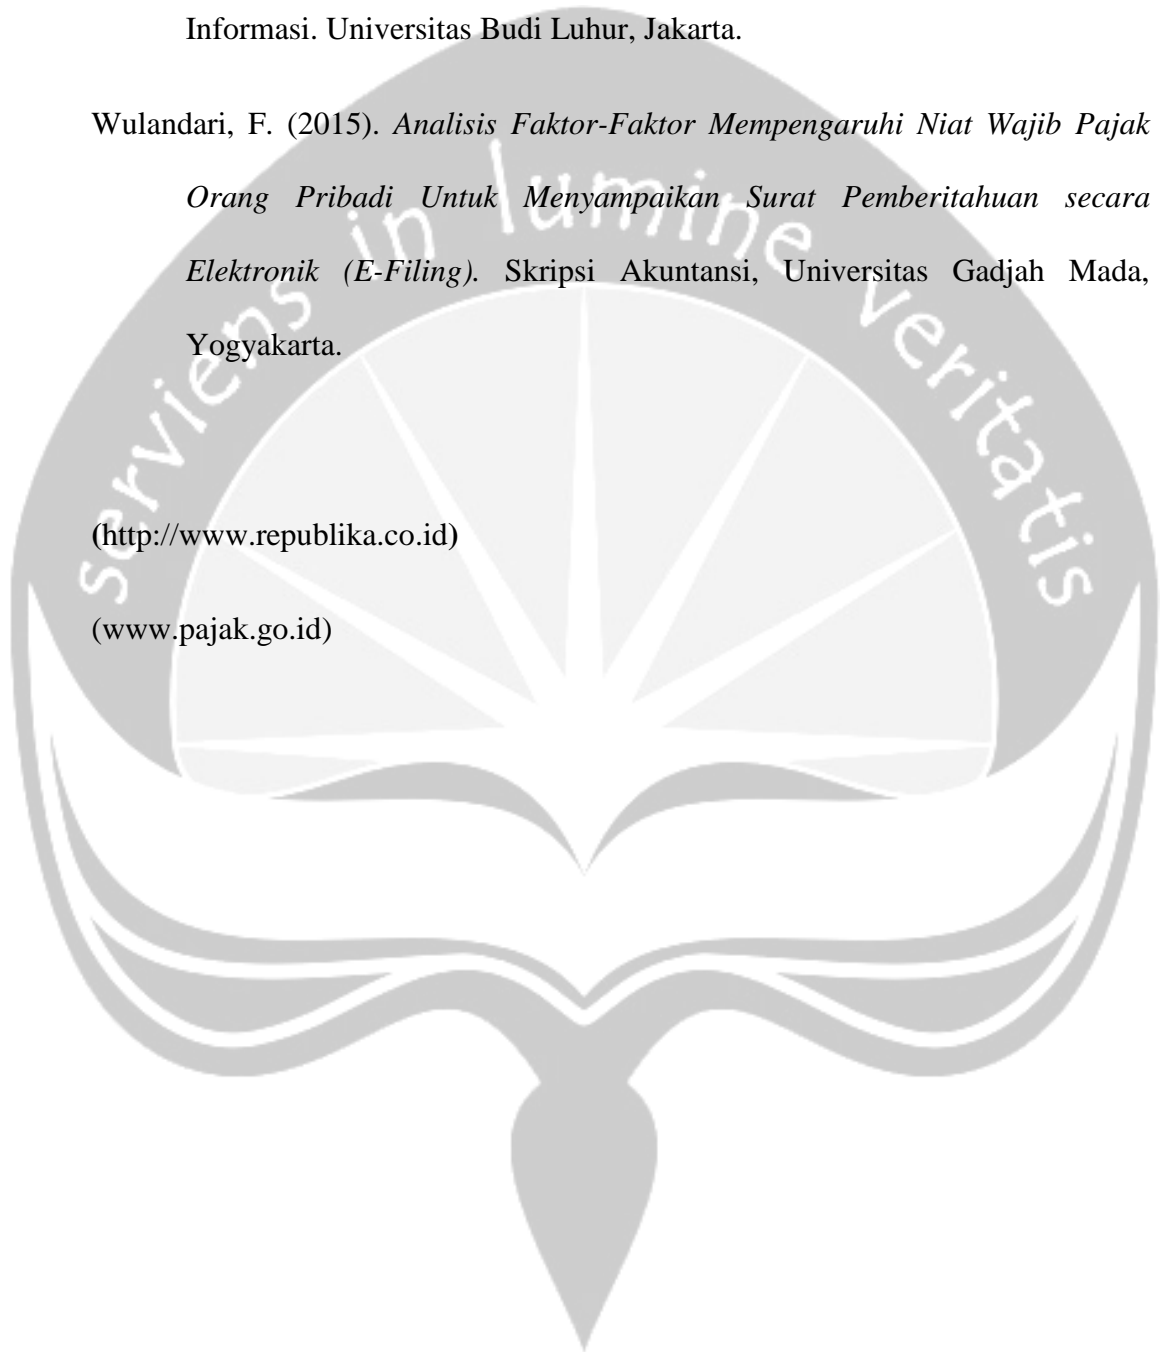 Informasi. Universitas Budi Luhur, Jakarta.
Wulandari, F. (2015). Analisis Faktor-Faktor Mempengaruhi Niat Wajib Pajak
Orang Pribadi Untuk Menyampaikan Surat Pemberitahuan secara
Elektronik (E-Filing). Skripsi Akuntansi, Universitas Gadjah Mada,
Yogyakarta.
(http://www.republika.co.id)
(www.pajak.go.id)
serviens in lumine veritatis